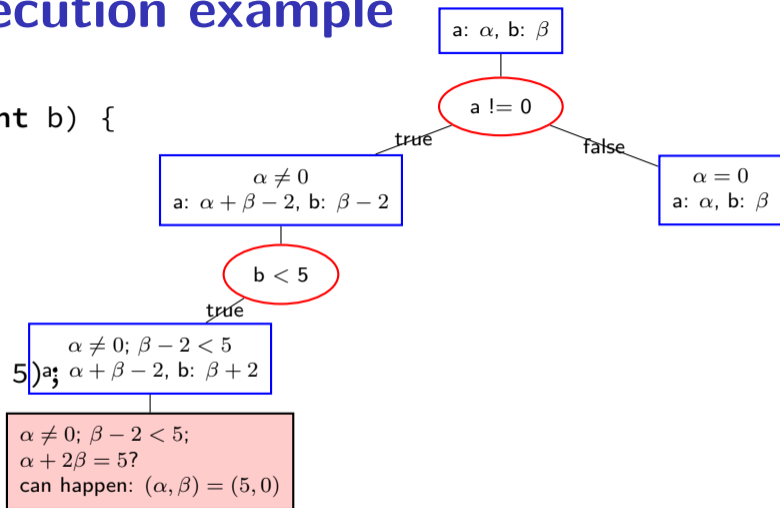 ecution example
a: α, b: β
nt b) {
a != 0
true
false
α ≠ 0
a: α + β − 2, b: β − 2
α = 0
a: α, b: β
b < 5
true
α ≠ 0; β − 2 < 5
a: α + β − 2, b: β + 2
5);
α ≠ 0; β − 2 < 5;
α + 2β = 5?
can happen: (α, β) = (5, 0)